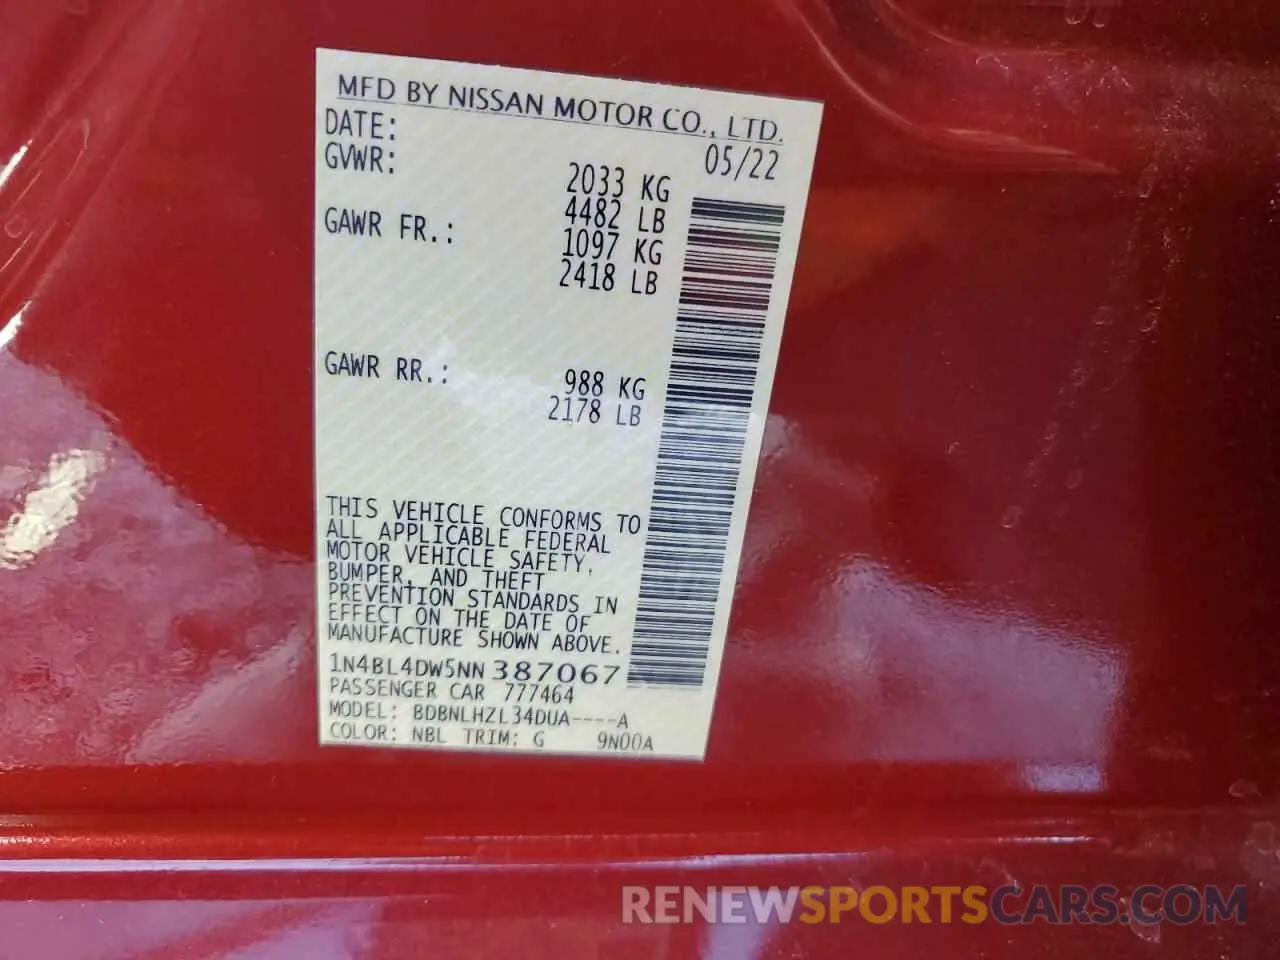 MFD BY NISSAN MOTOR CO., LTD.
DATE: 05/22
GVWR: 2033 KG
4482 LB
GAWR FR.: 1097 KG
2418 LB
GAWR RR.: 988 KG
2178 LB
THIS VEHICLE CONFORMS TO
ALL APPLICABLE FEDERAL
MOTOR VEHICLE SAFETY,
BUMPER, AND THEFT
PREVENTION STANDARDS IN
EFFECT ON THE DATE OF
MANUFACTURE SHOWN ABOVE.
1N4BL4DW5NN387067
PASSENGER CAR 777464
MODEL: BDBNLHZL34DUA----A
COLOR: NBL TRIM: G 9N00A
RENEWSPORTSCARS.COM